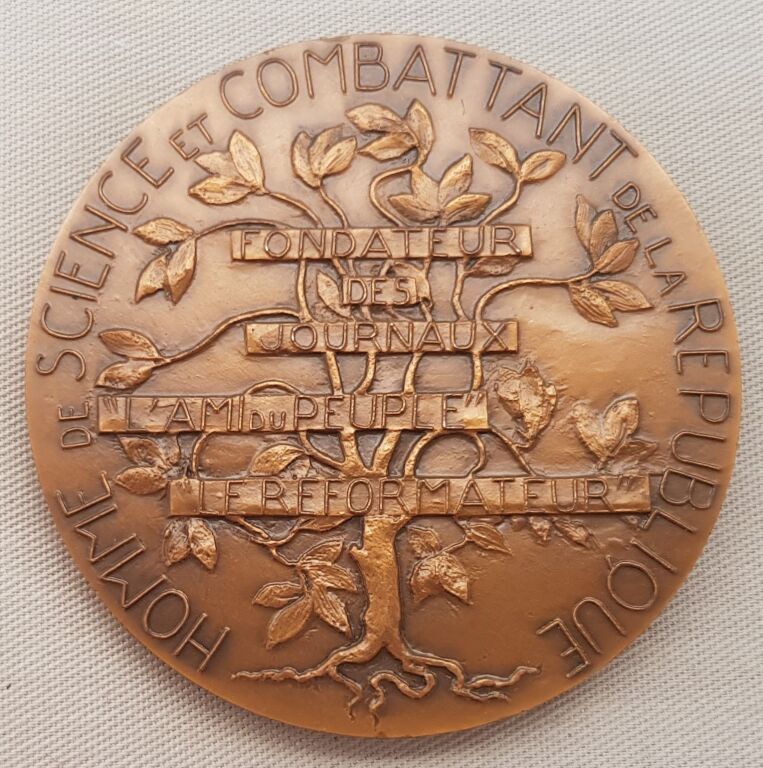 HOMME DE SCIENCE ET COMBATTANT DE LA REPUBLIQUE
FONDATEUR
DES
JOURNAUX
"L'AMI DU PEUPLE"
"LE REFORMATEUR"